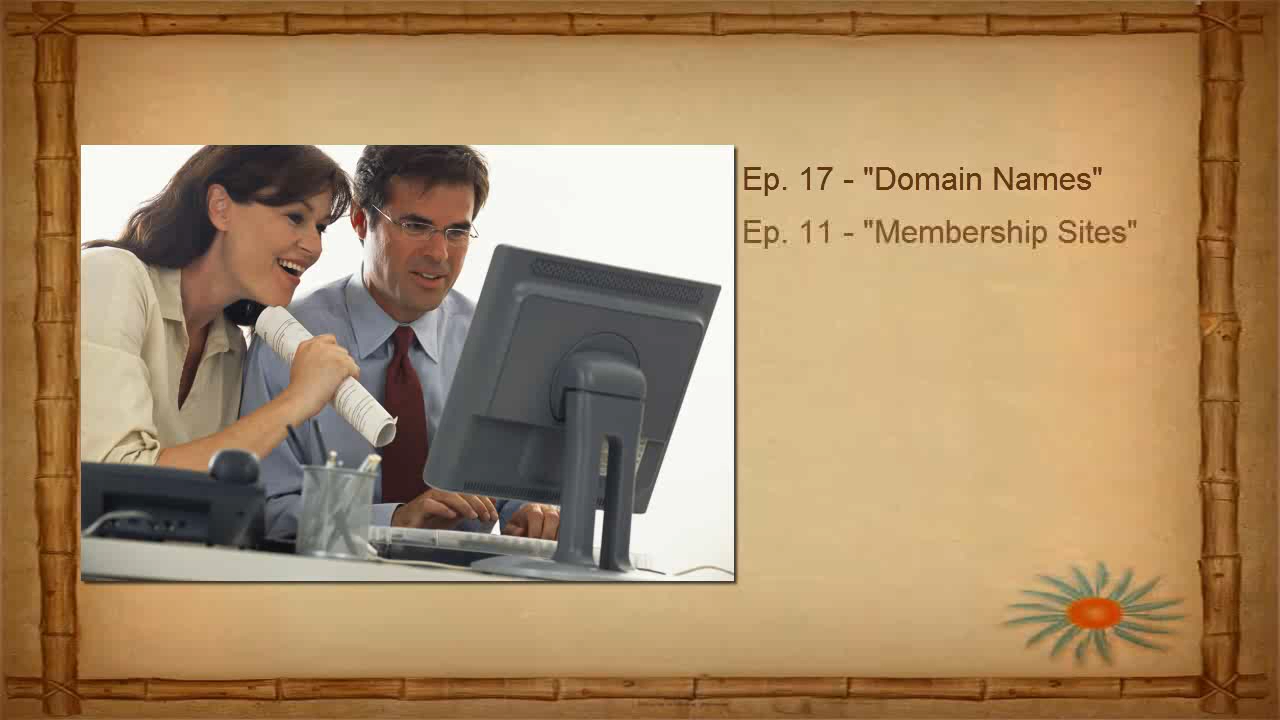 Ep. 17 - "Domain Names"
Ep. 11 - "Membership Sites"